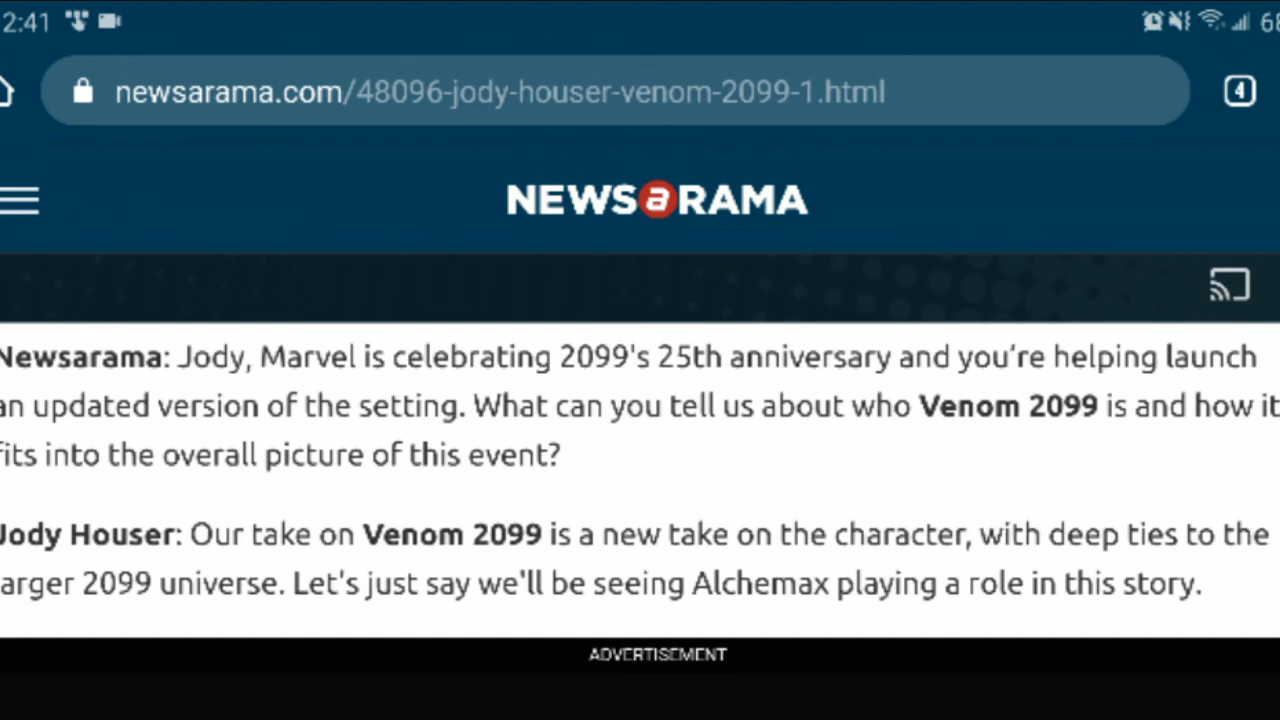 2:41
68
newsarama.com/48096-jody-houser-venom-2099-1.html
4
NEWSaRAMA
Newsarama: Jody, Marvel is celebrating 2099's 25th anniversary and you’re helping launch
an updated version of the setting. What can you tell us about who Venom 2099 is and how it
fits into the overall picture of this event?
Jody Houser: Our take on Venom 2099 is a new take on the character, with deep ties to the
larger 2099 universe. Let's just say we'll be seeing Alchemax playing a role in this story.
ADVERTISEMENT